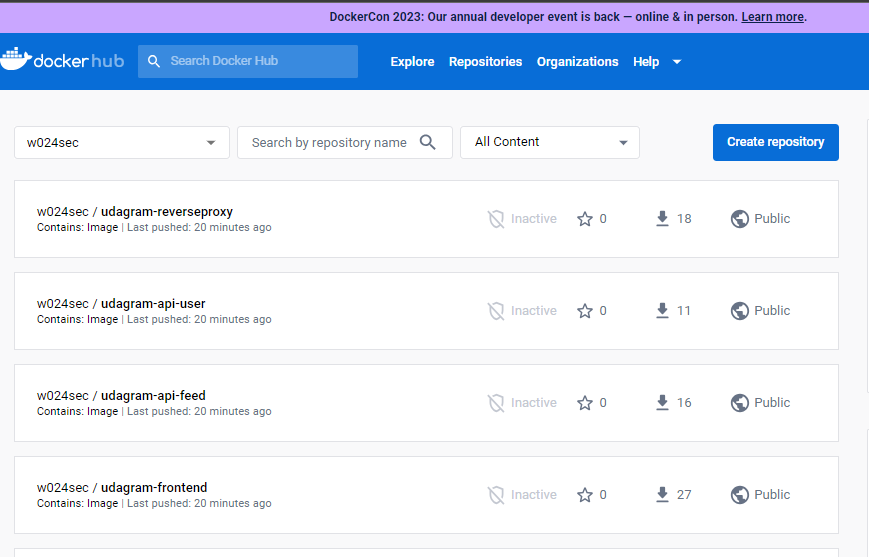 DockerCon 2023: Our annual developer event is back — online & in person. Learn more.
dockerhub Search Docker Hub Explore Repositories Organizations Help
w024sec Search by repository name All Content Create repository
w024sec / udagram-reverseproxy
Contains: Image | Last pushed: 20 minutes ago
Inactive 0 18 Public
w024sec / udagram-api-user
Contains: Image | Last pushed: 20 minutes ago
Inactive 0 11 Public
w024sec / udagram-api-feed
Contains: Image | Last pushed: 20 minutes ago
Inactive 0 16 Public
w024sec / udagram-frontend
Contains: Image | Last pushed: 20 minutes ago
Inactive 0 27 Public